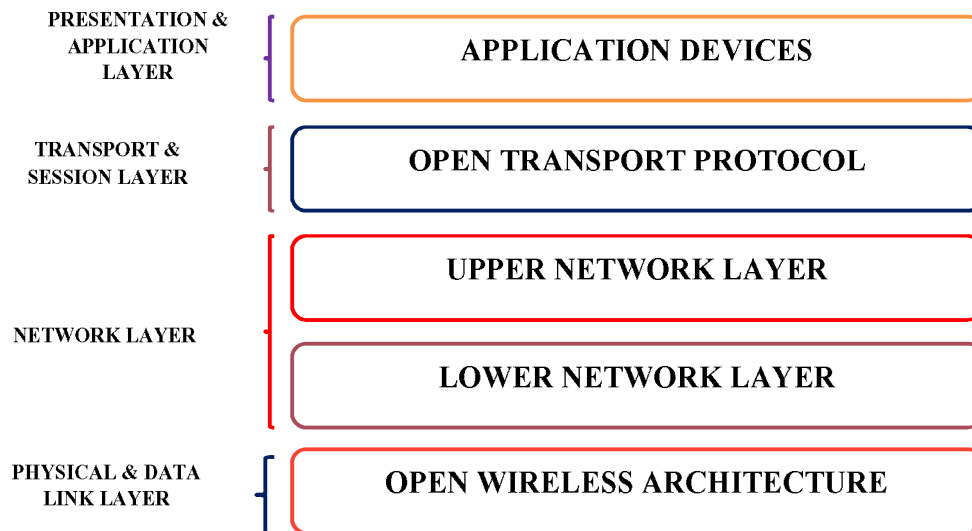 PRESENTATION &
APPLICATION
LAYER
APPLICATION DEVICES
TRANSPORT &
SESSION LAYER
OPEN TRANSPORT PROTOCOL
UPPER NETWORK LAYER
NETWORK LAYER
LOWER NETWORK LAYER
PHYSICAL & DATA
LINK LAYER
OPEN WIRELESS ARCHITECTURE